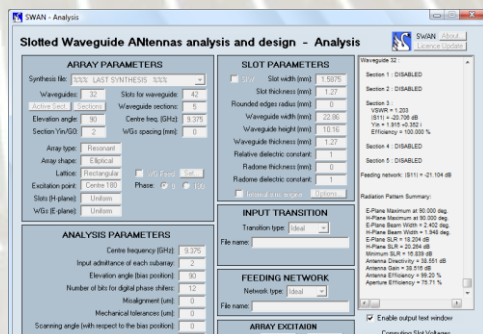 SWAN - Analysis
Slotted Waveguide ANtennas analysis and design - Analysis
SWAN About...
Licence Update
ARRAY PARAMETERS
Synthesis file: %%% LAST SYNTHESIS %%%
Waveguides: 32 Slots for waveguide: 42
Active Sect. Sections Waveguide sections: 5
Elevation angle: 90 Centre freq. (GHz): 9.375
Section Yin/G0: 2 WGs spacing (mm): 0
Array type: Resonant
Array shape: Elliptical
Lattice: Rectangular WG Feed Set...
Excitation point: Centre 180 Phase: 0 180
Slots (H-plane): Uniform
WGs (E-plane): Uniform
SLOT PARAMETERS
Slot width (mm): 1.5875
Slot thickness (mm): 1.27
Rounded edges radius (mm): 0
Waveguide width (mm): 22.86
Waveguide height (mm): 10.16
Waveguide thickness (mm): 1.27
Relative dielectric constant: 1
Radome thickness (mm): 0
Radome dielectric constant: 1
Options...
INPUT TRANSITION
Transition type: Ideal
File name:
FEEDING NETWORK
Network type: Ideal
File name:
ARRAY EXCITAION
ANALYSIS PARAMETERS
Centre frequency (GHz): 9.375
Input admittance of each subarray: 2
Elevation angle (bias position): 90
Number of bits for digital phase shifters: 12
Misalignment (um): 0
Mechanical tolerances (um): 0
Scanning angle (with respect to the bias position): 0
Waveguide 32 :
Section 1 : DISABLED
Section 2 : DISABLED
Section 3 :
VSWR = 1.203
|S11| = -20.706 dB
Yin = 1.915 +0.352 i
Efficiency = 100.000 %
Section 4 : DISABLED
Section 5 : DISABLED
Feeding network: |S11| = -21.104 dB
Radiation Pattern Summary:
E-Plane Maximum at 90.000 deg.
H-Plane Maximum at 90.000 deg.
E-Plane Beam Width = 2.402 deg.
H-Plane Beam Width = 1.948 deg.
E-Plane SLR = 18.204 dB
H-Plane SLR = 20.264 dB
Minimum SLR = 16.839 dB
Antenna Directivity = 38.551 dB
Antenna Gain = 38.516 dB
Antenna Efficiency = 99.20 %
Aperture Efficiency = 75.71 %
Enable output text window
Computing Slot Voltages